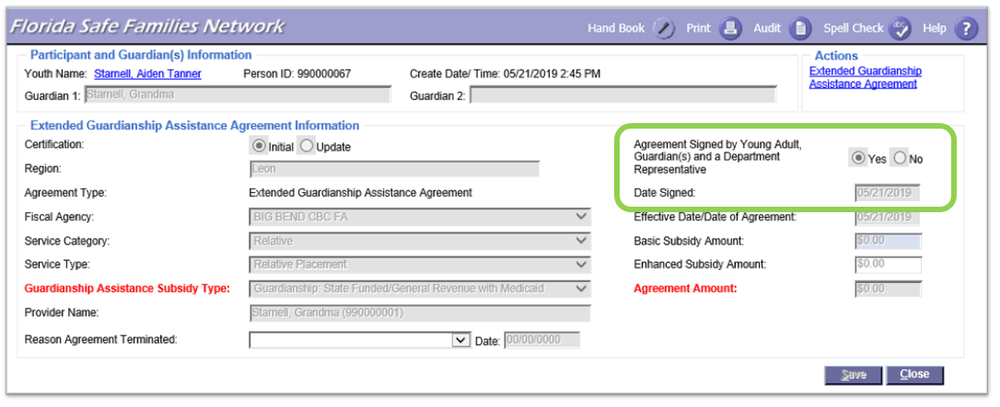 Florida Safe Families Network
Hand Book Print Audit Spell Check abc Help ?
Participant and Guardian(s) Information
Youth Name: Starnell, Aiden Tanner Person ID: 990000067 Create Date/ Time: 05/21/2019 2:45 PM
Guardian 1: Starnell, Grandma Guardian 2:
Actions
Extended Guardianship
Assistance Agreement
Extended Guardianship Assistance Agreement Information
Certification: Initial Update
Region: Leon
Agreement Type: Extended Guardianship Assistance Agreement
Fiscal Agency: BIG BEND CBC FA
Service Category: Relative
Service Type: Relative Placement
Guardianship Assistance Subsidy Type: Guardianship: State Funded/General Revenue with Medicaid
Provider Name: Starnell, Grandma (990000001)
Reason Agreement Terminated: Date: 00/00/0000
Agreement Signed by Young Adult,
Guardian(s) and a Department
Representative
Yes No
Date Signed: 05/21/2019
Effective Date/Date of Agreement: 05/21/2019
Basic Subsidy Amount: $0.00
Enhanced Subsidy Amount: $0.00
Agreement Amount: $0.00
Save Close